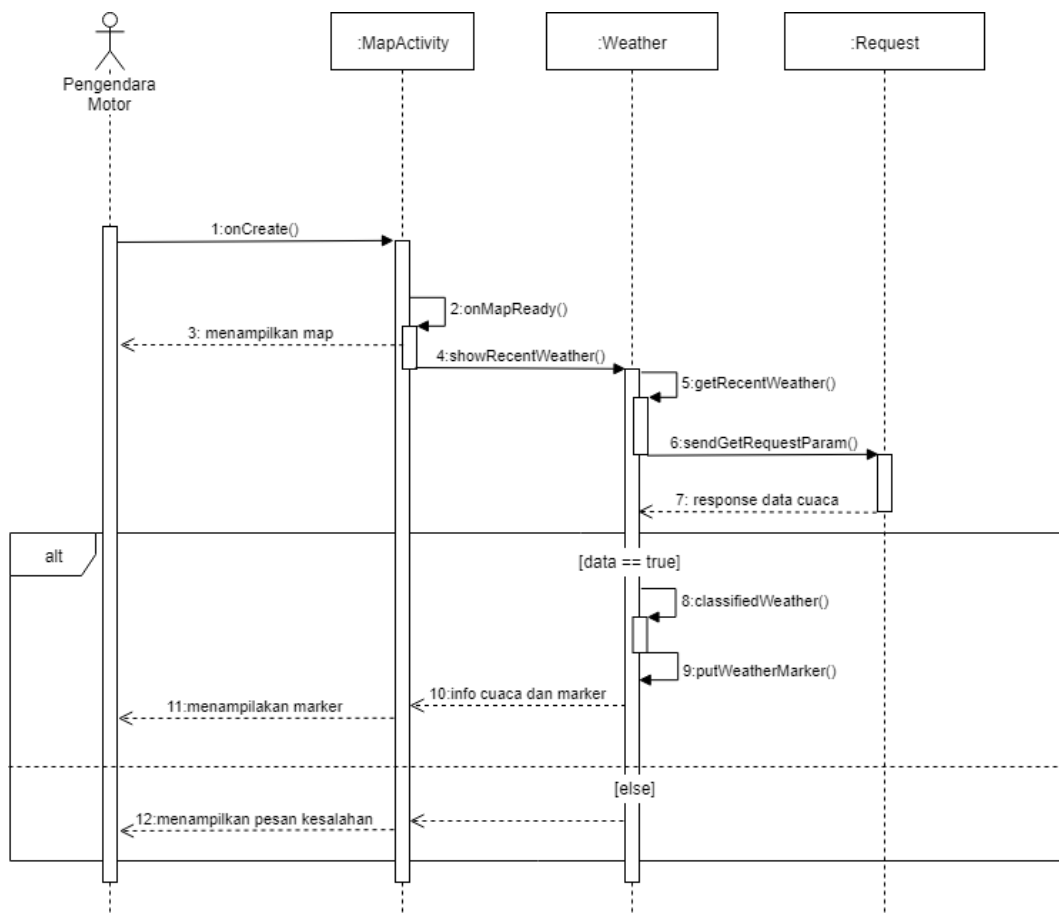 :MapActivity
:Weather
:Request
Pengendara
Motor
1:onCreate()
2:onMapReady()
3: menampilkan map
4:showRecentWeather()
5:getRecentWeather()
6:sendGetRequestParam()
7: response data cuaca
alt
[data == true]
8:classifiedWeather()
9:putWeatherMarker()
10:info cuaca dan marker
11:menampilakan marker
[else]
12:menampilkan pesan kesalahan